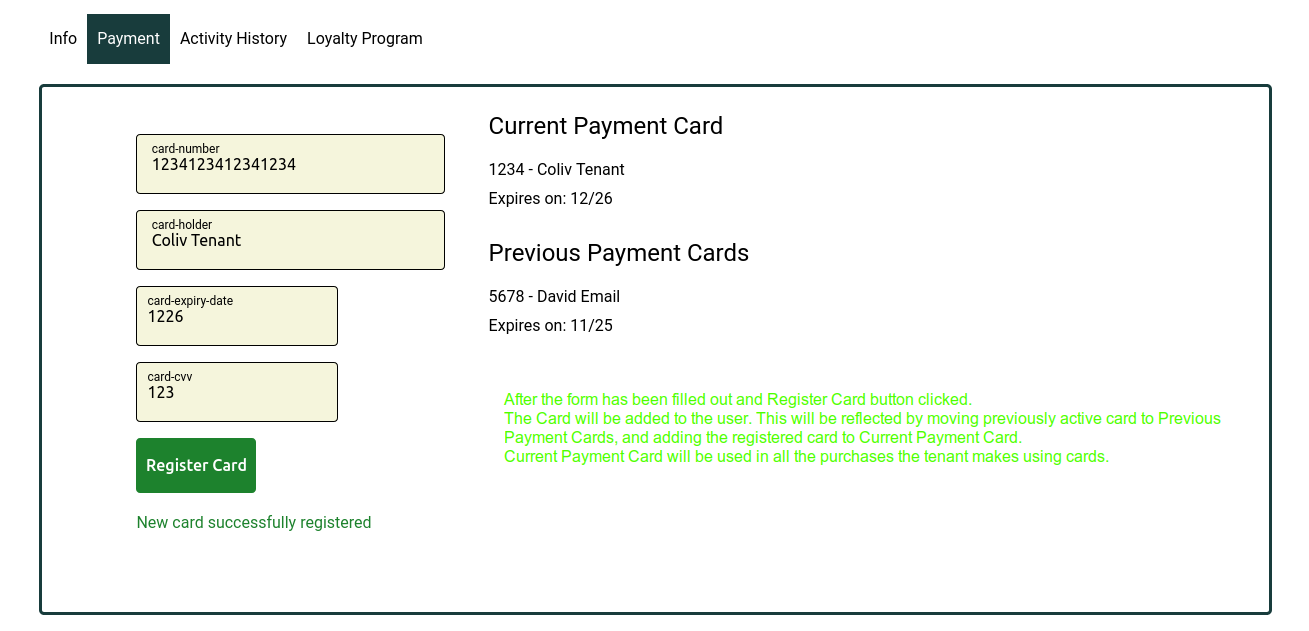 Info Payment Activity History Loyalty Program
card-number
1234123412341234
card-holder
Coliv Tenant
card-expiry-date
1226
card-cvv
123
Register Card
New card successfully registered
Current Payment Card
1234 - Coliv Tenant
Expires on: 12/26
Previous Payment Cards
5678 - David Email
Expires on: 11/25
After the form has been filled out and Register Card button clicked.
The Card will be added to the user. This will be reflected by moving previously active card to Previous
Payment Cards, and adding the registered card to Current Payment Card.
Current Payment Card will be used in all the purchases the tenant makes using cards.